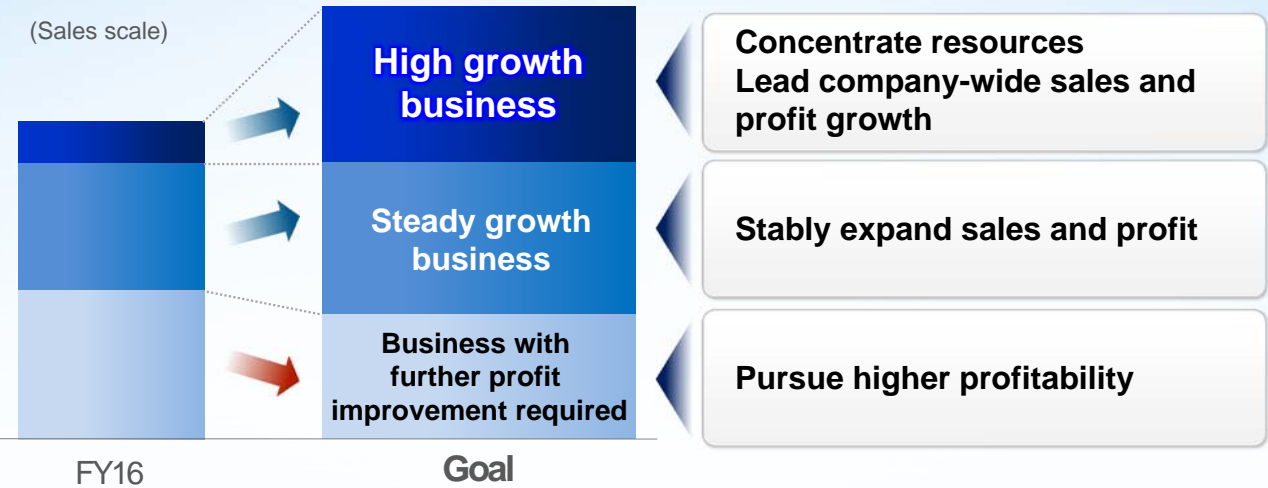 (Sales scale)
High growth
business
Concentrate resources
Lead company-wide sales and
profit growth
Steady growth
business
Stably expand sales and profit
Business with
further profit
improvement required
Pursue higher profitability
FY16
Goal